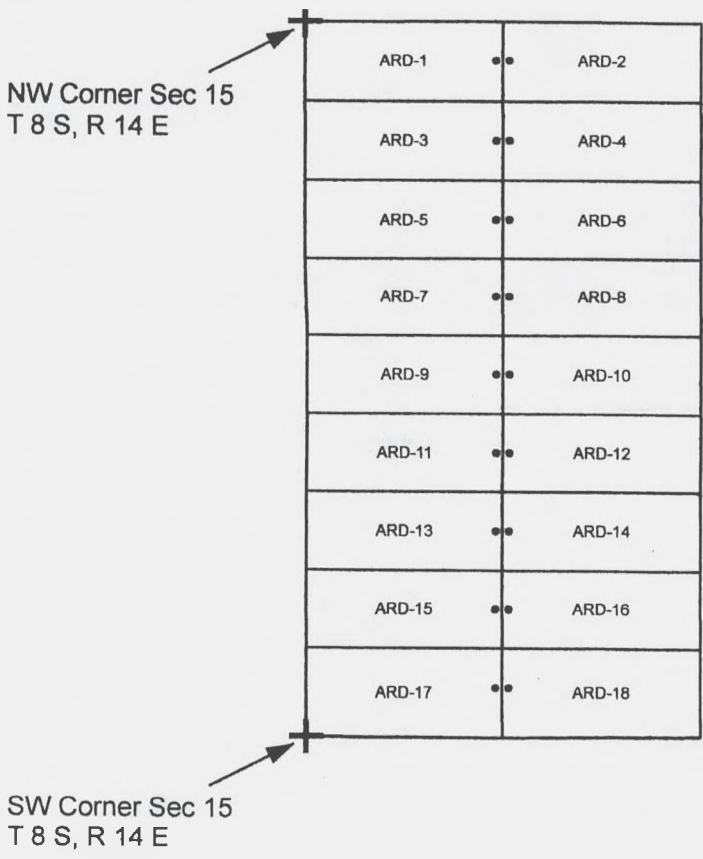 NW Corner Sec 15
T 8 S, R 14 E
ARD-1
ARD-2
ARD-3
ARD-4
ARD-5
ARD-6
ARD-7
ARD-8
ARD-9
ARD-10
ARD-11
ARD-12
ARD-13
ARD-14
ARD-15
ARD-16
ARD-17
ARD-18
SW Corner Sec 15
T 8 S, R 14 E